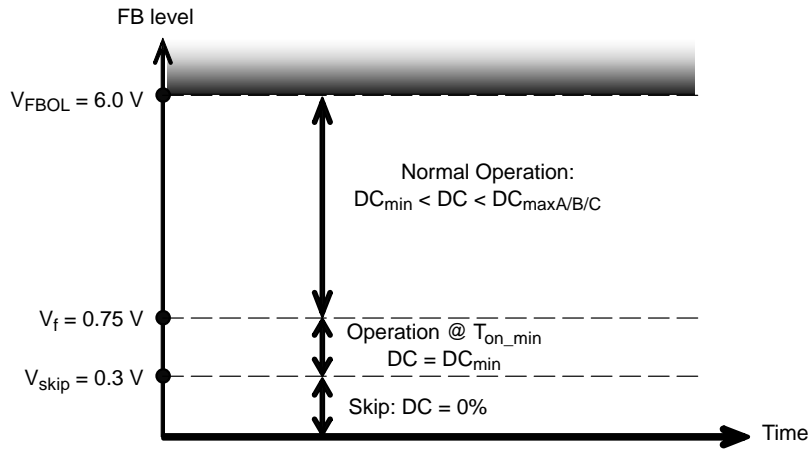 FB level
V_FBOL = 6.0 V
Normal Operation:
DC_min < DC < DC_maxA/B/C
V_f = 0.75 V
Operation @ T_on_min
DC = DC_min
V_skip = 0.3 V
Skip: DC = 0%
Time